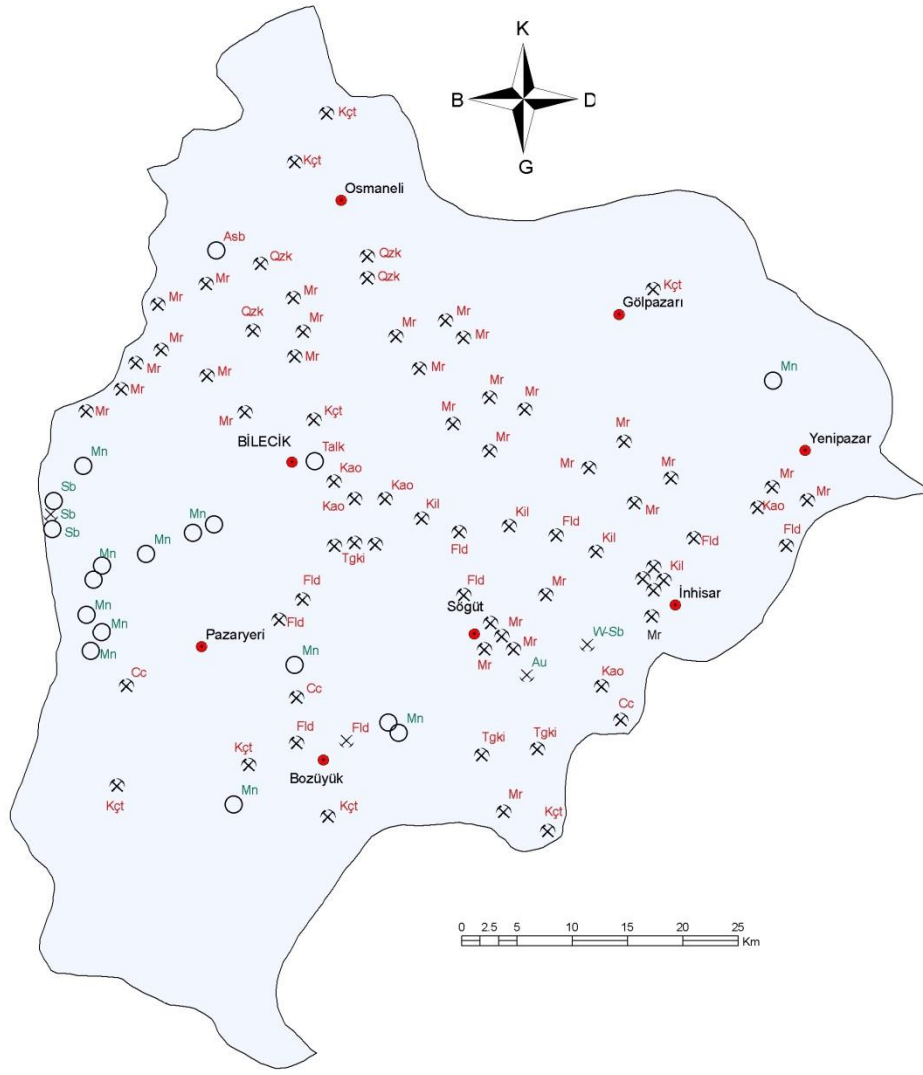 K
B
D
G
Kçt
Kçt
Osmaneli
Asb
Qzk
Qzk
Qzk
Mr
Kçt
Mr
Mr
Gölpazarı
Qzk
Mr
Mr
Mr
Mr
Mr
Mr
Mr
Mr
Mr
Mn
Mr
Mr
Mr
Mr
Mr
Kçt
Mr
Mr
Mr
BİLECİK
Talk
Yenipazar
Mn
Mr
Mr
Kao
Mr
Sb
Kao
Kao
Mr
Kao
Mr
Sb
Mn
Kil
Kil
Sb
Mn
Fld
Fld
Fld
Fld
Tgki
Kil
Mn
Kil
Fld
Fld
Mr
İnhisar
Mn
Fld
Söğüt
Mr
Mr
Mn
Pazaryeri
Mr
W-Sb
Mn
Mn
Mr
Au
Kao
Cc
Cc
Cc
Mn
Fld
Fld
Kçt
Bozüyük
Tgki
Tgki
Kçt
Mn
Kçt
Mr
Kçt
0 2.5 5 10 15 20 25
Km